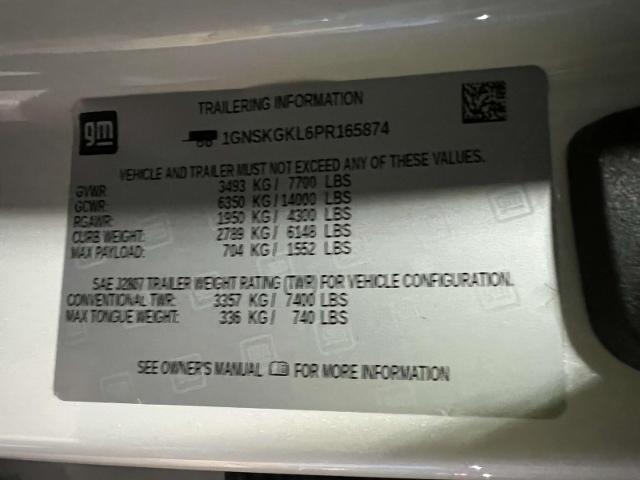 TRAILERING INFORMATION
gm
1GNSKGKL6PR165874
VEHICLE AND TRAILER MUST NOT EXCEED ANY OF THESE VALUES.
GVWR: 3493 KG / 7700 LBS
GCWR: 6350 KG / 14000 LBS
RGAWR: 1950 KG / 4300 LBS
CURB WEIGHT: 2789 KG / 6148 LBS
MAX PAYLOAD: 704 KG / 1552 LBS
SAE J2807 TRAILER WEIGHT RATING (TWR) FOR VEHICLE CONFIGURATION.
CONVENTIONAL TWR: 3357 KG / 7400 LBS
MAX TONGUE WEIGHT: 336 KG / 740 LBS
SEE OWNER'S MANUAL FOR MORE INFORMATION